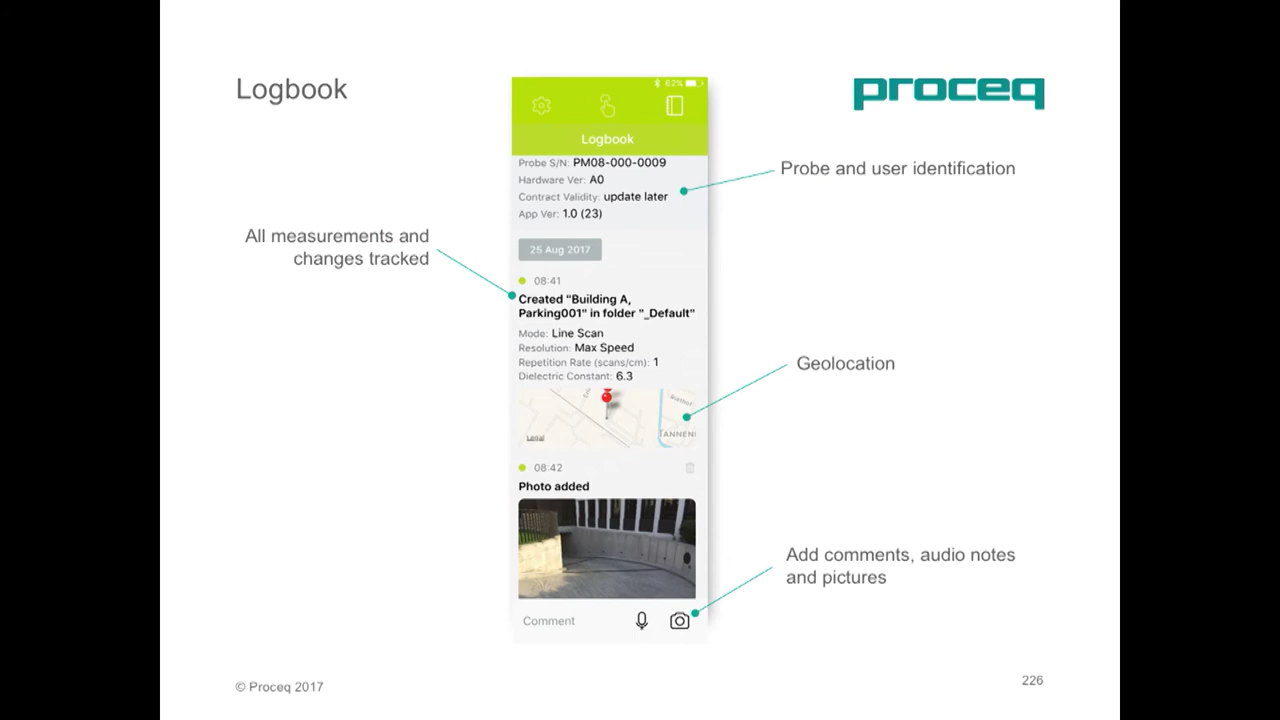 Logbook
proceq
62%
Logbook
Probe S/N: PM08-000-0009
Hardware Ver: A0
Contract Validity: update later
App Ver: 1.0 (23)
Probe and user identification
All measurements and
changes tracked
25 Aug 2017
08:41
Created "Building A,
Parking001" in folder "_Default"
Mode: Line Scan
Resolution: Max Speed
Repetition Rate (scans/cm): 1
Dielectric Constant: 6.3
Geolocation
Legal
TANNEN
08:42
Photo added
Add comments, audio notes
and pictures
Comment
© Proceq 2017
226